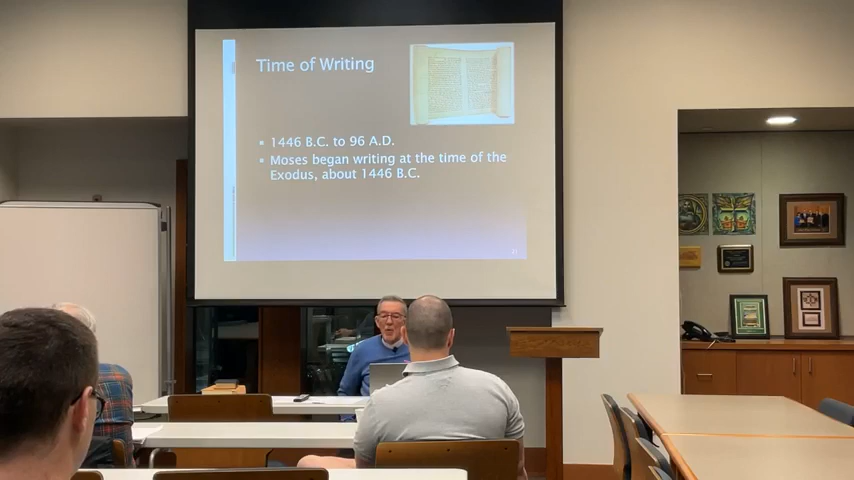 Time of Writing
1446 B.C. to 96 A.D.
Moses began writing at the time of the
Exodus, about 1446 B.C.